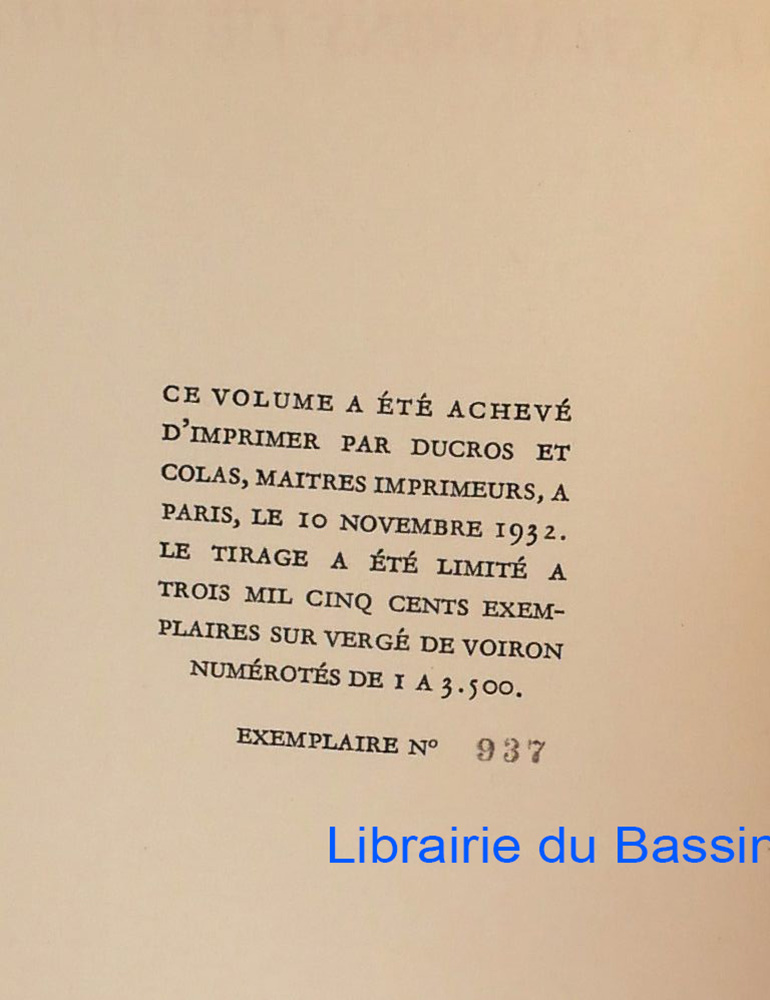 CE VOLUME A ÉTÉ ACHEVÉ
D'IMPRIMER PAR DUCROS ET
COLAS, MAITRES IMPRIMEURS, A
PARIS, LE 10 NOVEMBRE 1932.
LE TIRAGE A ÉTÉ LIMITÉ A
TROIS MIL CINQ CENTS EXEM-
PLAIRES SUR VERGÉ DE VOIRON
NUMÉROTÉS DE 1 A 3.500.
EXEMPLAIRE Nº 937
Librairie du Bassin